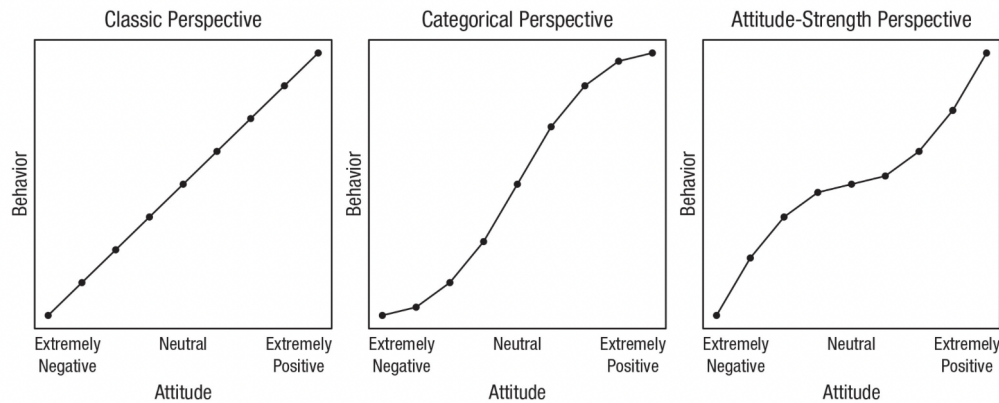 Classic Perspective
Behavior
Extremely Negative
Neutral
Extremely Positive
Attitude
Categorical Perspective
Behavior
Extremely Negative
Neutral
Extremely Positive
Attitude
Attitude-Strength Perspective
Behavior
Extremely Negative
Neutral
Extremely Positive
Attitude